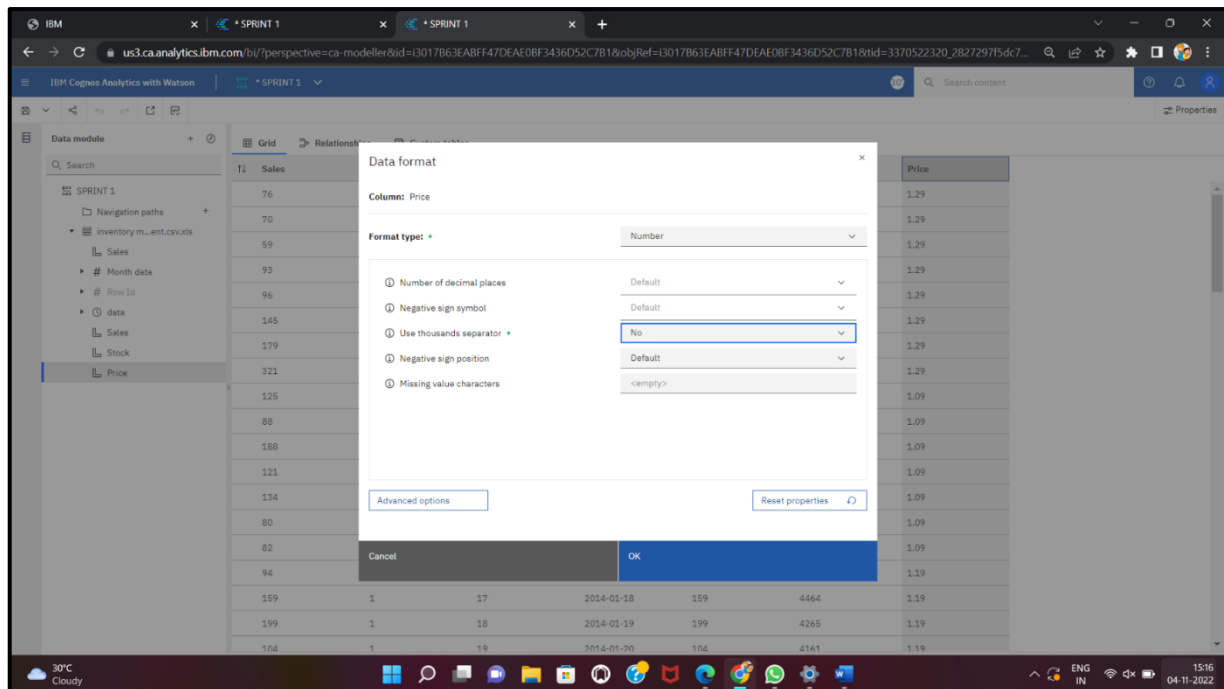 IBM
* SPRINT 1
* SPRINT 1
us3.ca.analytics.ibm.com/bi/?perspective=ca-modeller&id=i3017B63EABFF47DEAE0BF3436D52C7B1&objRef=i3017B63EABFF47DEAE0BF3436D52C7B1&tid=3370522320_2827297f5dc7...
IBM Cognos Analytics with Watson
* SPRINT 1
Search content
Properties
Data module
Grid
Search
Sales
Price
SPRINT 1
76
1.29
Navigation paths
70
1.29
inventory m...ent.csv.xls
59
1.29
Sales
Month data
93
1.29
Row Id
96
1.29
data
145
1.29
Sales
179
1.29
Stock
Price
321
1.29
125
1.09
88
1.09
188
1.09
121
1.09
134
1.09
80
1.09
82
1.09
94
1.19
159 1 17 2014-01-18 159 4464 1.19
199 1 18 2014-01-19 199 4265 1.19
104 1 19 2014-01-20 104 4161 1.19
Data format
Column: Price
Format type: Number
Number of decimal places Default
Negative sign symbol Default
Use thousands separator No
Negative sign position Default
Missing value characters <empty>
Advanced options
Reset properties
Cancel
OK
30°C
Cloudy
ENG
IN
15:16
04-11-2022